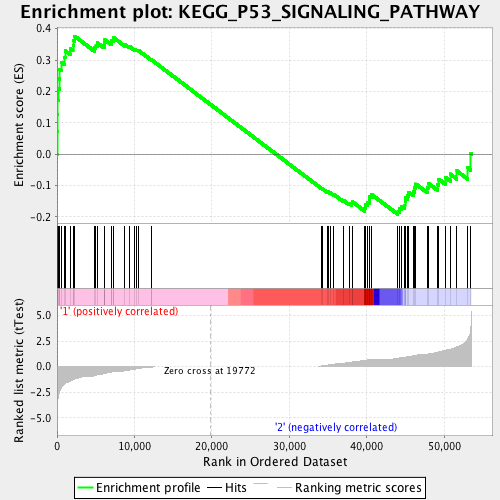 Enrichment plot: KEGG_P53_SIGNALING_PATHWAY
Enrichment score (ES)
0.4
0.3
0.2
0.1
0.0
-0.1
-0.2
'1' (positively correlated)
Ranked list metric (tTest)
5.0
2.5
0.0
-2.5
-5.0
Zero cross at 19772
'2' (negatively correlated)
0 10,000 20,000 30,000 40,000 50,000
Rank in Ordered Dataset
Enrichment profile Hits Ranking metric scores